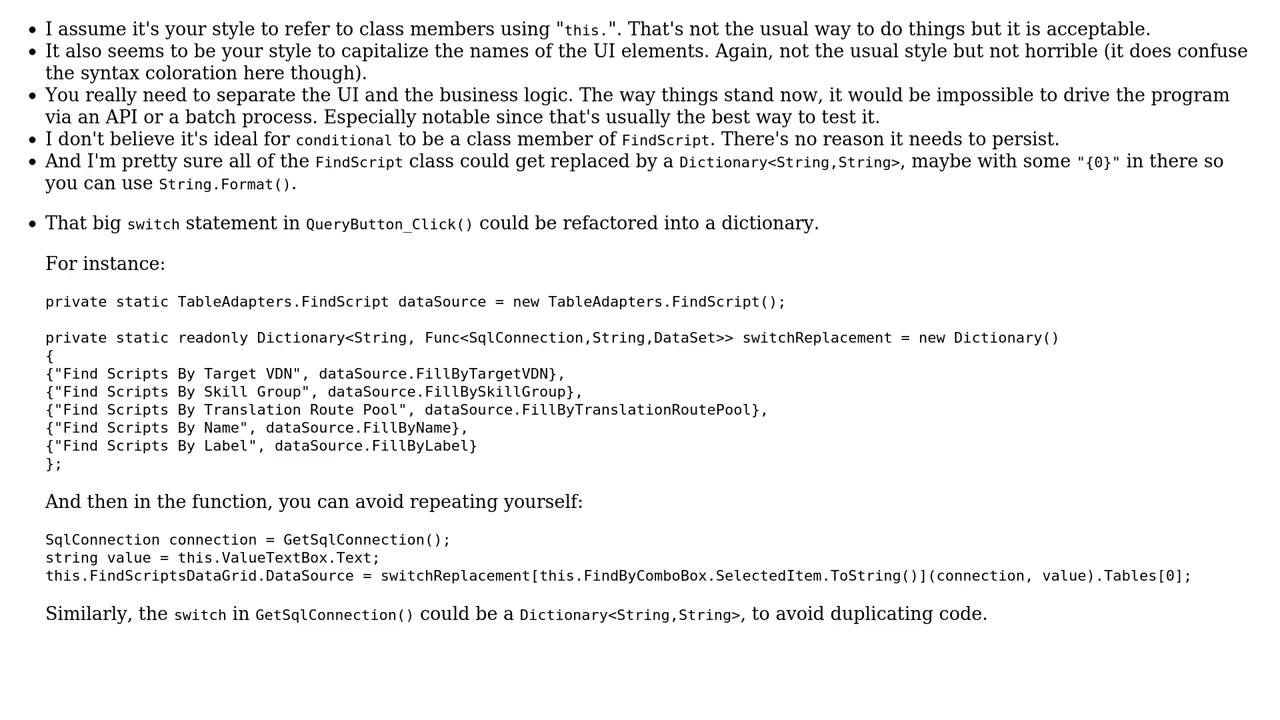 • I assume it's your style to refer to class members using "this.". That's not the usual way to do things but it is acceptable.
• It also seems to be your style to capitalize the names of the UI elements. Again, not the usual style but not horrible (it does confuse
the syntax coloration here though).
• You really need to separate the UI and the business logic. The way things stand now, it would be impossible to drive the program
via an API or a batch process. Especially notable since that's usually the best way to test it.
• I don't believe it's ideal for conditional to be a class member of FindScript. There's no reason it needs to persist.
• And I'm pretty sure all of the FindScript class could get replaced by a Dictionary<String,String>, maybe with some "{0}" in there so
you can use String.Format().
• That big switch statement in QueryButton_Click() could be refactored into a dictionary.
For instance:
private static TableAdapters.FindScript dataSource = new TableAdapters.FindScript();
private static readonly Dictionary<String, Func<SqlConnection,String,DataSet>> switchReplacement = new Dictionary()
{
{"Find Scripts By Target VDN", dataSource.FillByTargetVDN},
{"Find Scripts By Skill Group", dataSource.FillBySkillGroup},
{"Find Scripts By Translation Route Pool", dataSource.FillByTranslationRoutePool},
{"Find Scripts By Name", dataSource.FillByName},
{"Find Scripts By Label", dataSource.FillByLabel}
};
And then in the function, you can avoid repeating yourself:
SqlConnection connection = GetSqlConnection();
string value = this.ValueTextBox.Text;
this.FindScriptsDataGrid.DataSource = switchReplacement[this.FindByComboBox.SelectedItem.ToString()](connection, value).Tables[0];
Similarly, the switch in GetSqlConnection() could be a Dictionary<String,String>, to avoid duplicating code.